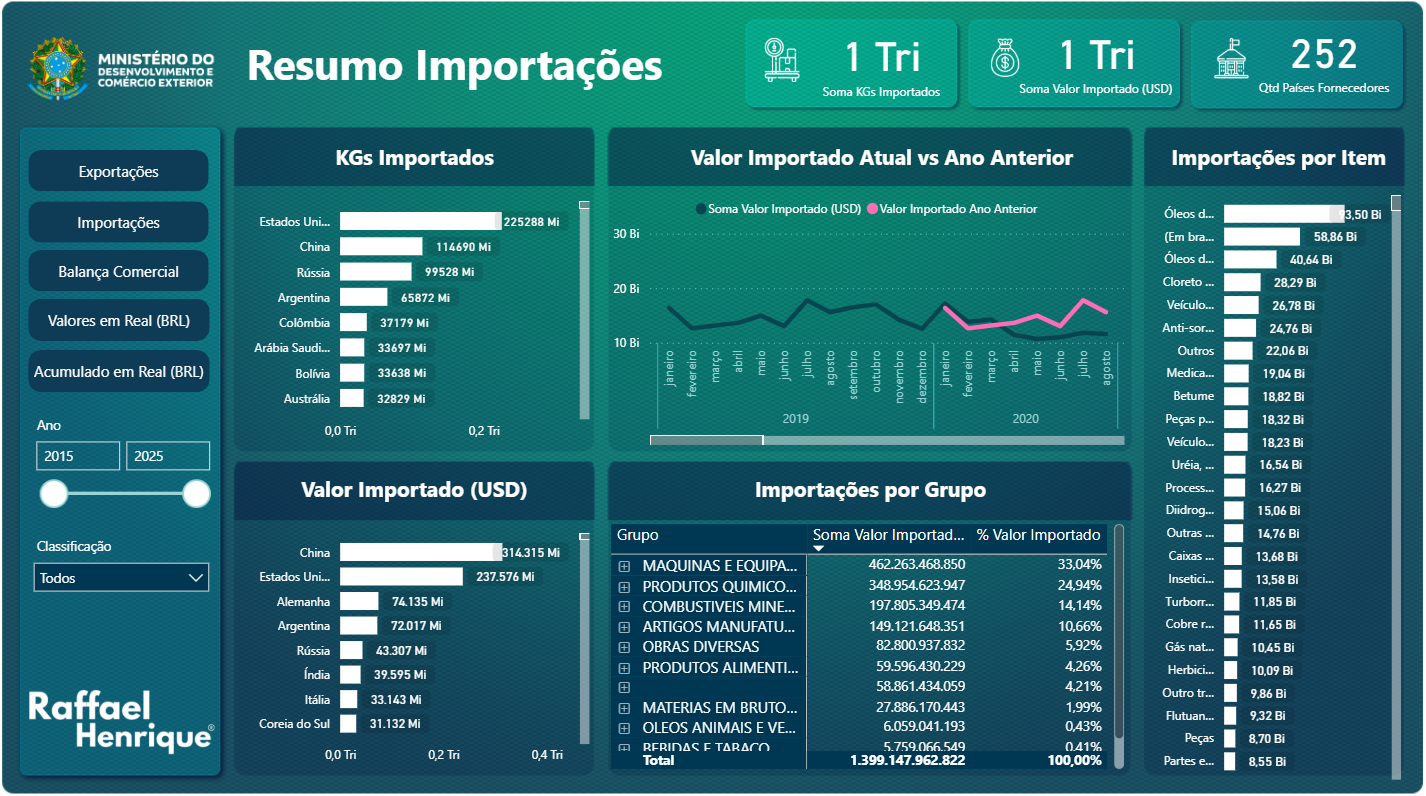 MINISTÉRIO DO
DESENVOLVIMENTO E
COMÉRCIO EXTERIOR
Resumo Importações
1 Tri
Soma KGs Importados
1 Tri
Soma Valor Importado (USD)
252
Qtd Países Fornecedores
Exportações
Importações
Balança Comercial
Valores em Real (BRL)
Acumulado em Real (BRL)
Ano
2015 2025
Classificação
Todos
Raffael
Henrique®
KGs Importados
Estados Uni... 225288 Mi
China 114690 Mi
Rússia 99528 Mi
Argentina 65872 Mi
Colômbia 37179 Mi
Arábia Saudi... 33697 Mi
Bolívia 33638 Mi
Austrália 32829 Mi
0,0 Tri 0,2 Tri
Valor Importado (USD)
China 314.315 Mi
Estados Uni... 237.576 Mi
Alemanha 74.135 Mi
Argentina 72.017 Mi
Rússia 43.307 Mi
Índia 39.595 Mi
Itália 33.143 Mi
Coreia do Sul 31.132 Mi
0,0 Tri 0,2 Tri 0,4 Tri
Valor Importado Atual vs Ano Anterior
Soma Valor Importado (USD) Valor Importado Ano Anterior
30 Bi
20 Bi
10 Bi
janeiro fevereiro março abril maio junho julho agosto setembro outubro novembro dezembro janeiro fevereiro março abril maio junho julho agosto
2019 2020
Importações por Grupo
Grupo Soma Valor Importad... % Valor Importado
MAQUINAS E EQUIPA... 462.263.468.850 33,04%
PRODUTOS QUIMICO... 348.954.623.947 24,94%
COMBUSTIVEIS MINE... 197.805.349.474 14,14%
ARTIGOS MANUFATU... 149.121.648.351 10,66%
OBRAS DIVERSAS 82.800.937.832 5,92%
PRODUTOS ALIMENTI... 59.596.430.229 4,26%
58.861.434.059 4,21%
MATERIAS EM BRUTO... 27.886.170.443 1,99%
OLEOS ANIMAIS E VE... 6.059.041.193 0,43%
BEBIDAS E TABACO 5.759.066.549 0,41%
Total 1.399.147.962.822 100,00%
Importações por Item
Óleos d... 93,50 Bi
(Em bra... 58,86 Bi
Óleos d... 40,64 Bi
Cloreto ... 28,29 Bi
Veículo... 26,78 Bi
Anti-sor... 24,76 Bi
Outros 22,06 Bi
Medica... 19,04 Bi
Betume 18,82 Bi
Peças p... 18,32 Bi
Veículo... 18,23 Bi
Uréia, ... 16,54 Bi
Process... 16,27 Bi
Diidrog... 15,06 Bi
Outras ... 14,76 Bi
Caixas ... 13,68 Bi
Insetici... 13,58 Bi
Turborr... 11,85 Bi
Cobre r... 11,65 Bi
Gás nat... 10,45 Bi
Herbici... 10,09 Bi
Outro tr... 9,86 Bi
Flutuan... 9,32 Bi
Peças 8,70 Bi
Partes e... 8,55 Bi